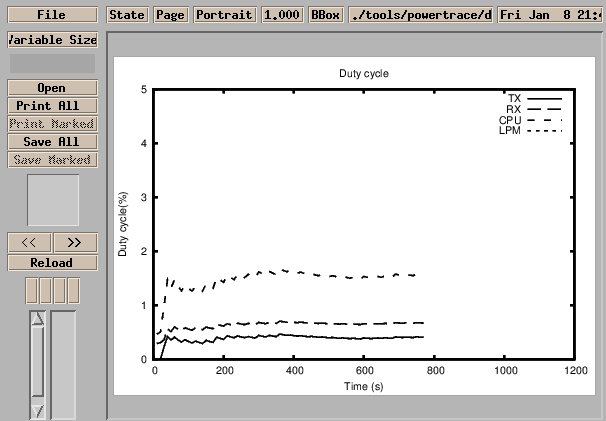 File State Page Portrait 1.000 BBox ./tools/powertrace/d Fri Jan 8 21:4
Variable Size
Open
Print All
Print Marked
Save All
Save Marked
<< >>
Reload
Duty cycle
TX
RX
CPU
LPM
5
4
3
2
1
0
Duty cycle(%)
0 200 400 600 800 1000 1200
Time (s)